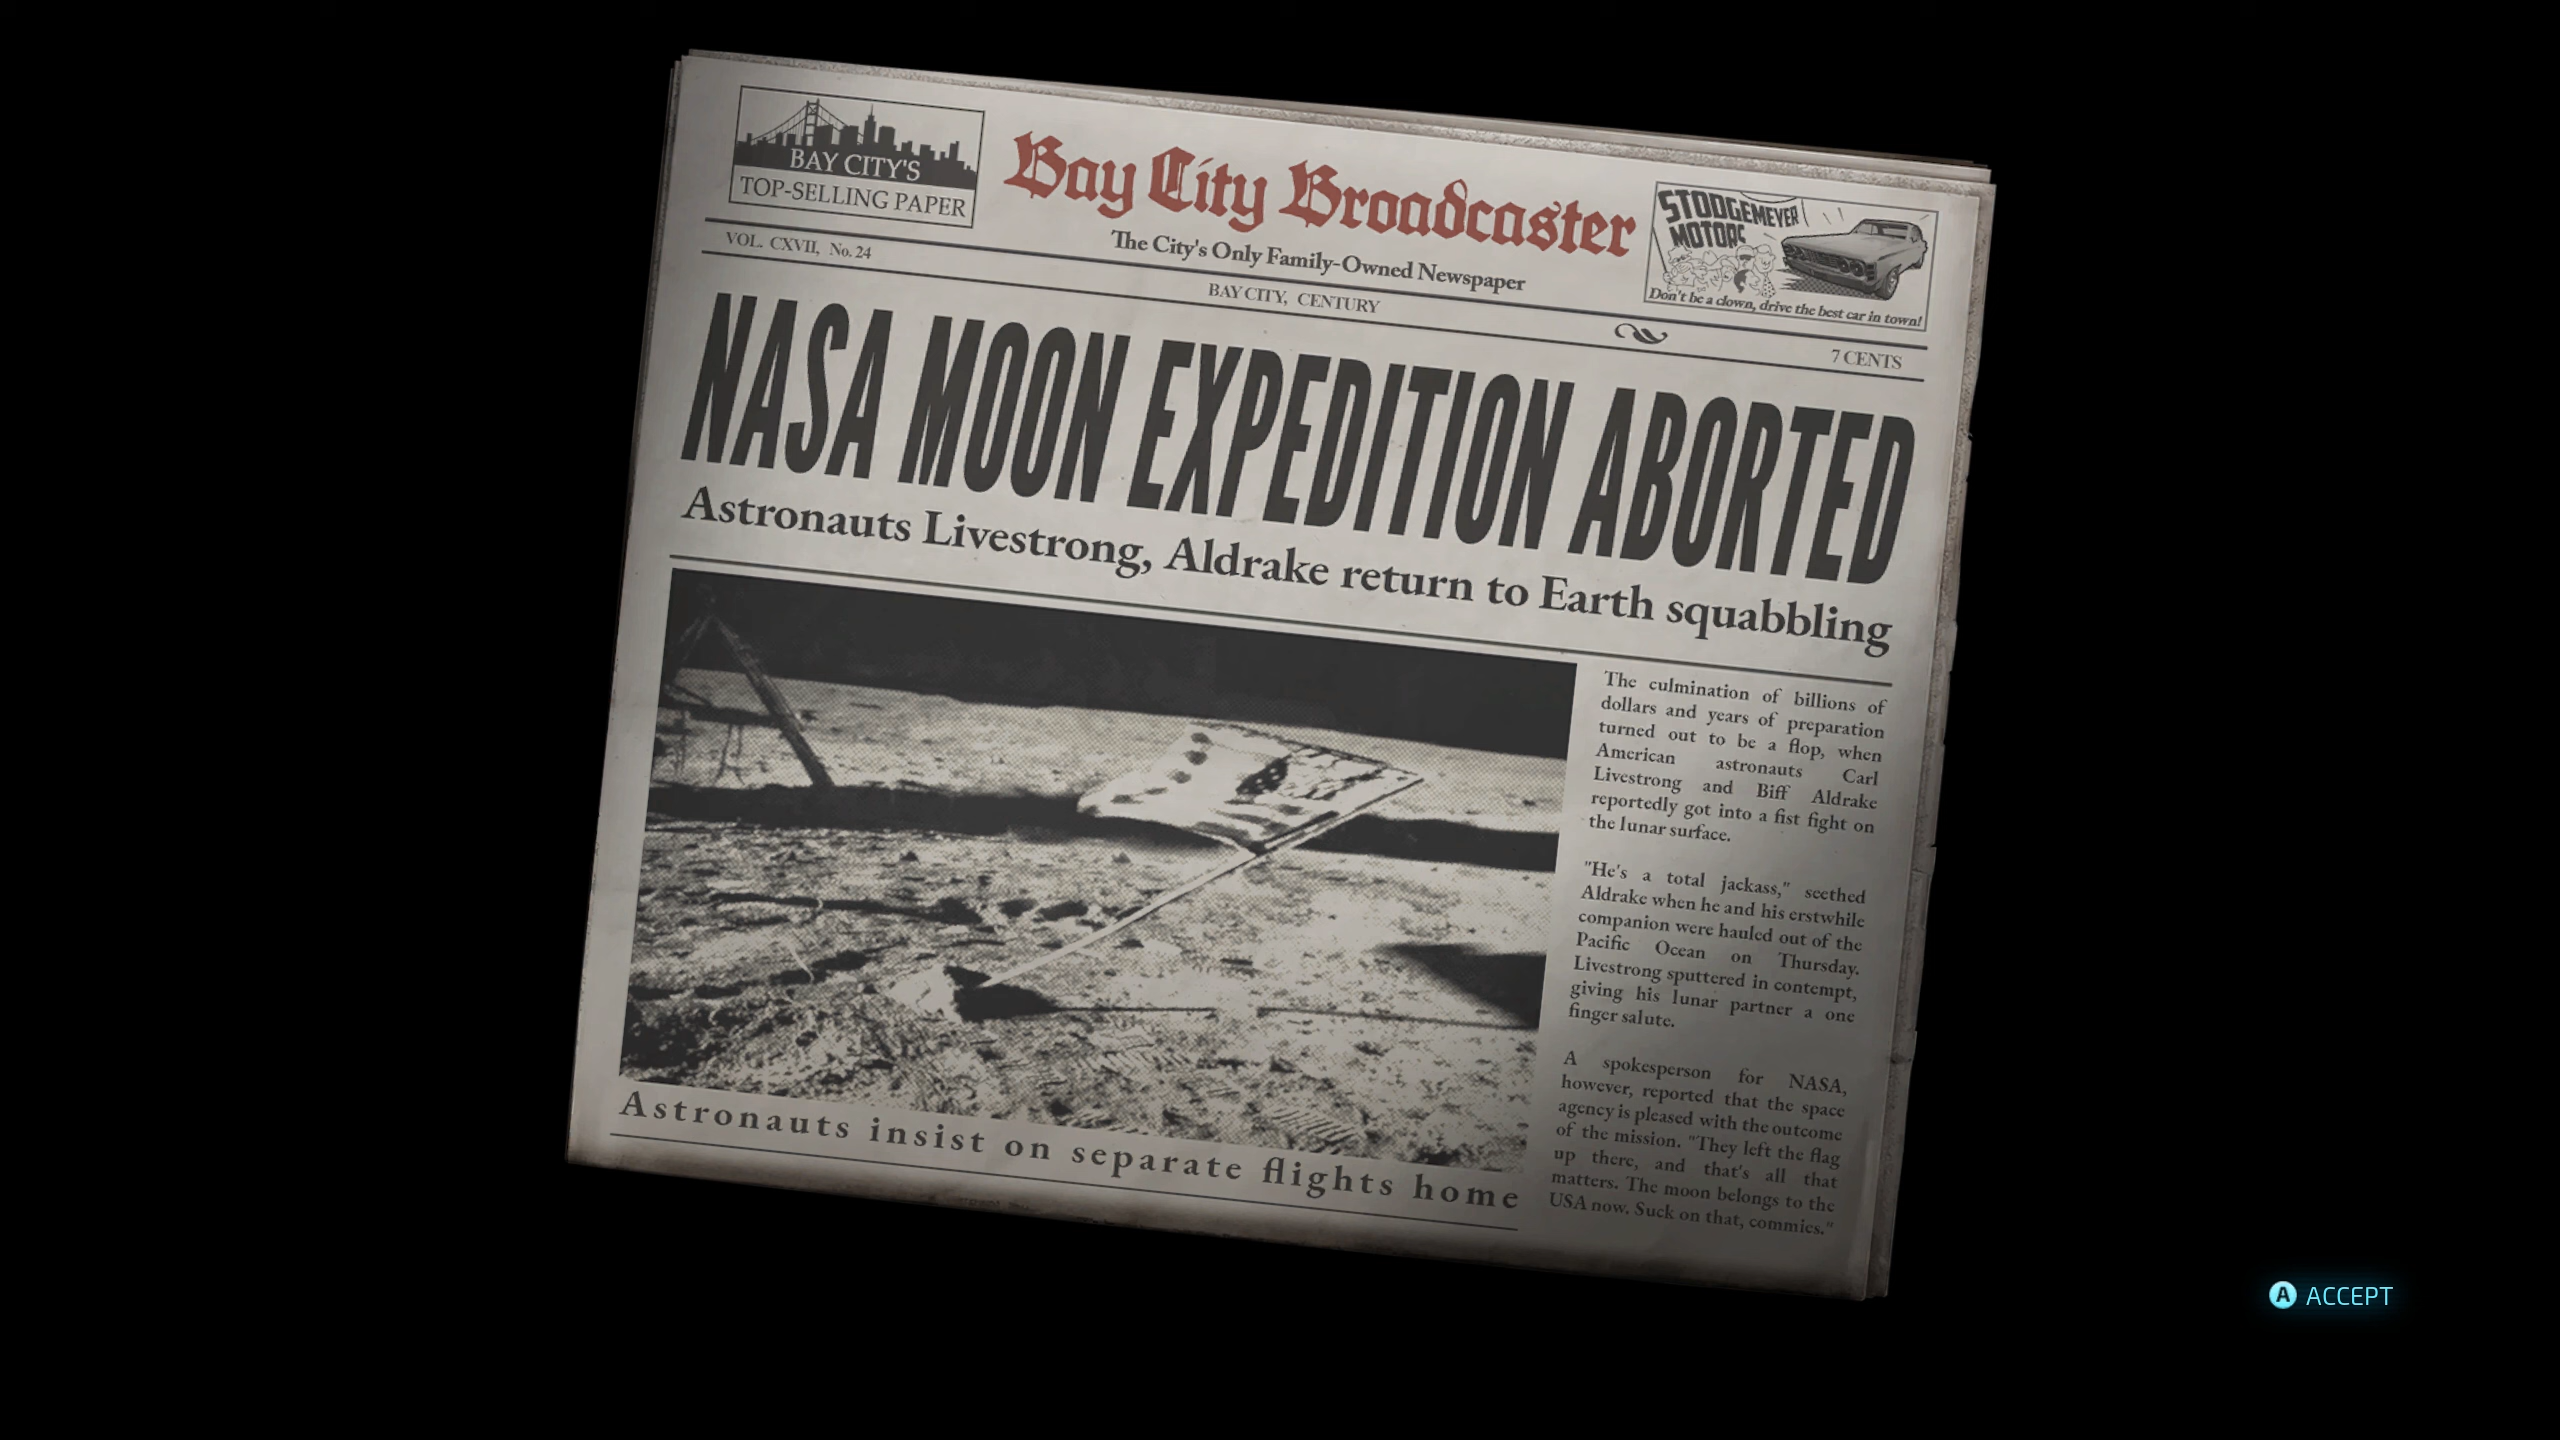 BAY CITY'S
TOP-SELLING PAPER
Bay City Broadcaster
The City's Only Family-Owned Newspaper
STODGEMEYER
MOTORS
Don't be a clown, drive the best car in town!
VOL. CXVII, No. 24
BAY CITY, CENTURY
7 CENTS
NASA MOON EXPEDITION ABORTED
Astronauts Livestrong, Aldrake return to Earth squabbling
The culmination of billions of
dollars and years of preparation
turned out to be a flop, when
American astronauts Carl
Livestrong and Biff Aldrake
reportedly got into a fist fight on
the lunar surface.
"He's a total jackass," seethed
Aldrake when he and his erstwhile
companion were hauled out of the
Pacific Ocean on Thursday.
Livestrong sputtered in contempt,
giving his lunar partner a one
finger salute.
A spokesperson for NASA,
however, reported that the space
agency is pleased with the outcome
of the mission. "They left the flag
up there, and that's all that
matters. The moon belongs to the
USA now. Suck on that, commies."
Astronauts insist on separate flights home
A ACCEPT